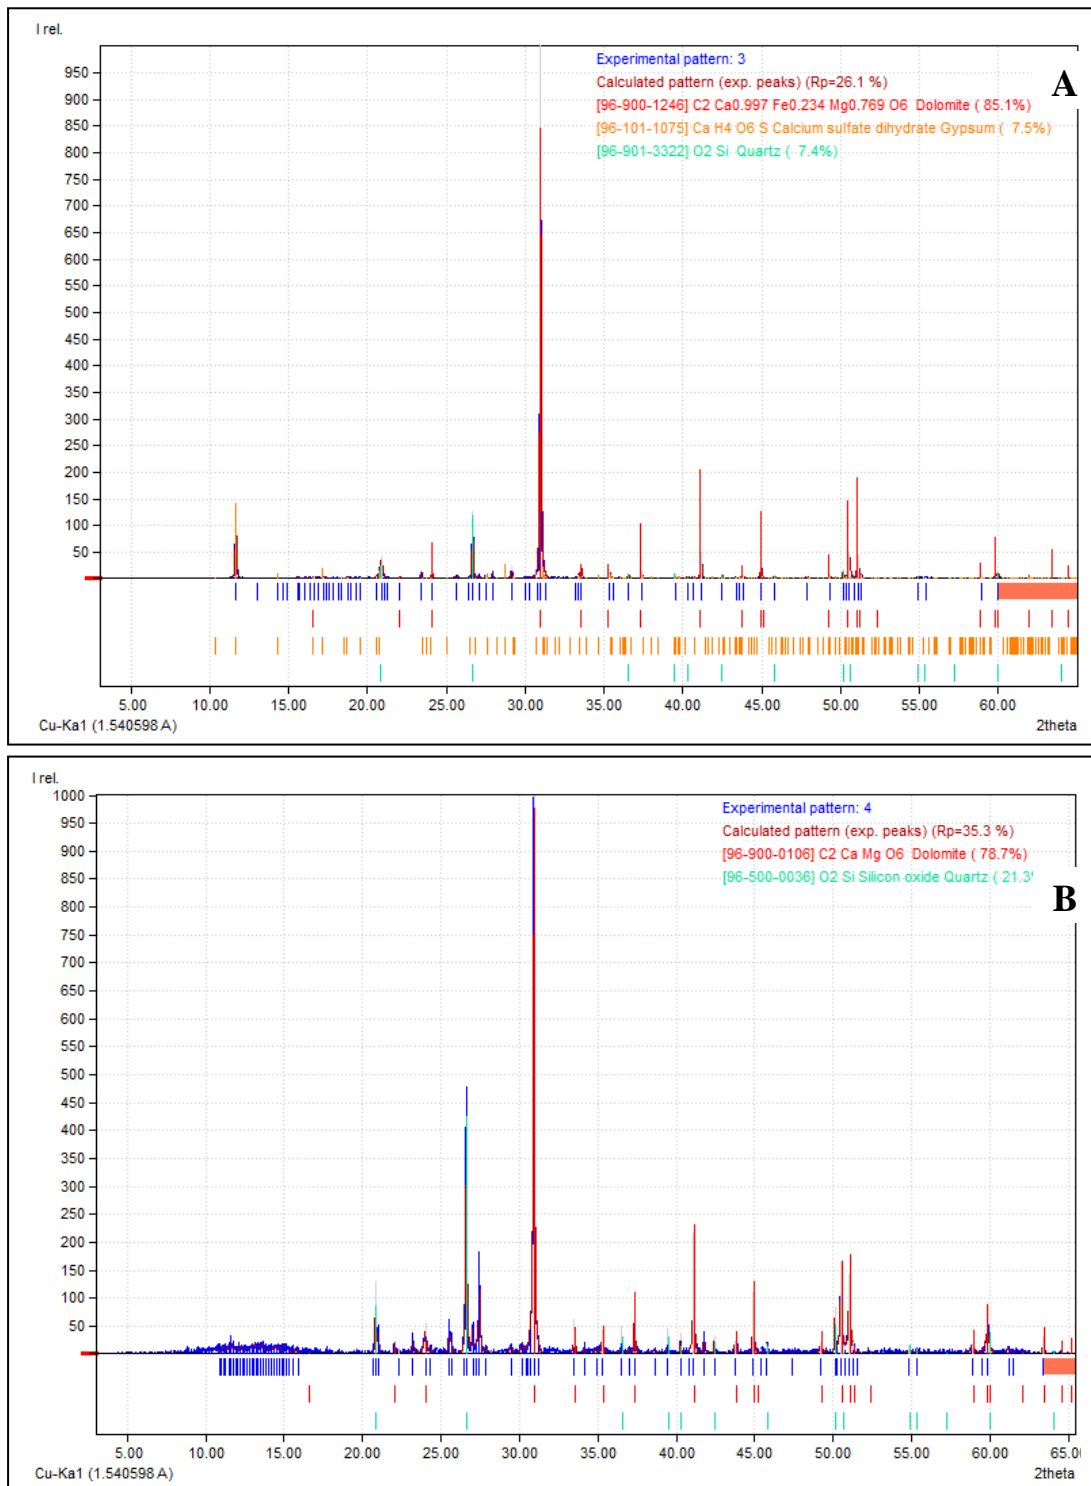 I rel.
Experimental pattern: 3
A
Calculated pattern (exp. peaks) (Rp=26.1 %)
[96-900-1246] C2 Ca0.997 Fe0.234 Mg0.769 O6 Dolomite ( 85.1%)
[96-101-1075] Ca H4 O6 S Calcium sulfate dihydrate Gypsum ( 7.5%)
[96-901-3322] O2 Si Quartz ( 7.4%)
950
900
850
800
750
700
650
600
550
500
450
400
350
300
250
200
150
100
50
5.00 10.00 15.00 20.00 25.00 30.00 35.00 40.00 45.00 50.00 55.00 60.00
Cu-Ka1 (1.540598 A) 2theta
I rel.
Experimental pattern: 4
Calculated pattern (exp. peaks) (Rp=35.3 %)
[96-900-0106] C2 Ca Mg O6 Dolomite ( 78.7%)
[96-500-0036] O2 Si Silicon oxide Quartz ( 21.3
B
1000
950
900
850
800
750
700
650
600
550
500
450
400
350
300
250
200
150
100
50
5.00 10.00 15.00 20.00 25.00 30.00 35.00 40.00 45.00 50.00 55.00 60.00 65.0
Cu-Ka1 (1.540598 A) 2theta